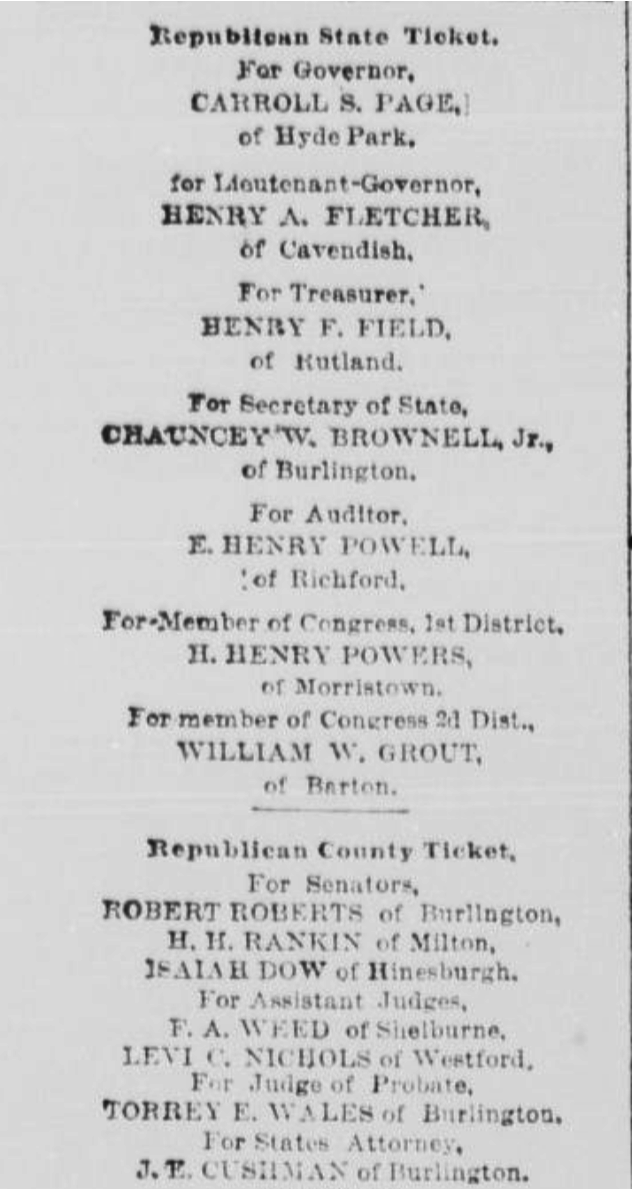 Republican State Ticket.
For Governor,
CARROLL S. PAGE,
of Hyde Park.
for Lieutenant-Governor,
HENRY A. FLETCHER,
of Cavendish.
For Treasurer,
HENRY F. FIELD,
of Rutland.
For Secretary of State,
CHAUNCEY W. BROWNELL, Jr.,
of Burlington.
For Auditor,
E. HENRY POWELL,
of Richford.
For Member of Congress, 1st District,
H. HENRY POWERS,
of Morristown.
For member of Congress 2d Dist.,
WILLIAM W. GROUT,
of Barton.
Republican County Ticket,
For Senators,
ROBERT ROBERTS of Burlington,
H. H. RANKIN of Milton,
ISAIAH DOW of Hinesburgh.
For Assistant Judges,
F. A. WEED of Shelburne,
LEVI C. NICHOLS of Westford,
For Judge of Probate,
TORREY E. WALES of Burlington.
For States Attorney,
J. E. CUSHMAN of Burlington.